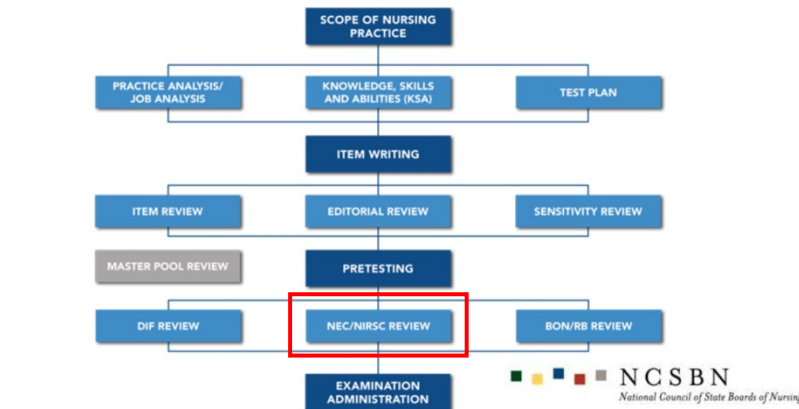 SCOPE OF NURSING
PRACTICE
PRACTICE ANALYSIS/
JOB ANALYSIS
KNOWLEDGE, SKILLS
AND ABILITIES (KSA)
TEST PLAN
ITEM WRITING
ITEM REVIEW
EDITORIAL REVIEW
SENSITIVITY REVIEW
MASTER POOL REVIEW
PRETESTING
DIF REVIEW
NEC/NIRSC REVIEW
BON/RB REVIEW
EXAMINATION
ADMINISTRATION
NCSBN
National Council of State Boards of Nursing